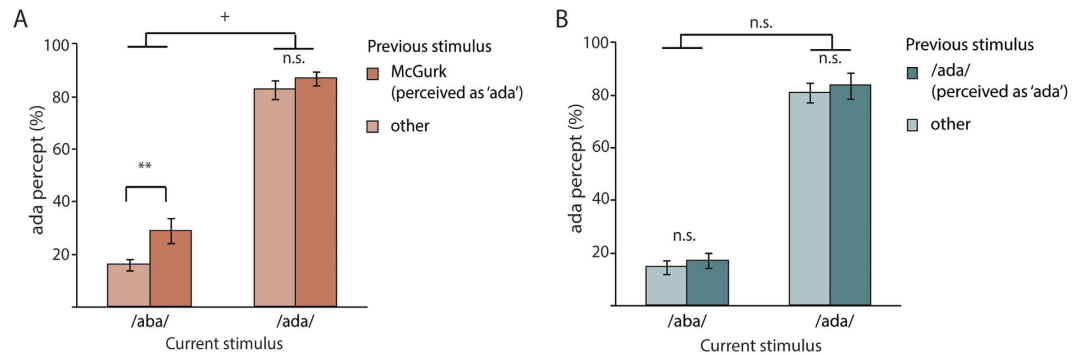 A
+
n.s.
**
ada percept (%)
100
80
60
40
20
/aba/
/ada/
Current stimulus
Previous stimulus
McGurk
(perceived as 'ada')
other
B
n.s.
n.s.
n.s.
ada percept (%)
100
80
60
40
20
/aba/
/ada/
Current stimulus
Previous stimulus
/ada/
(perceived as 'ada')
other